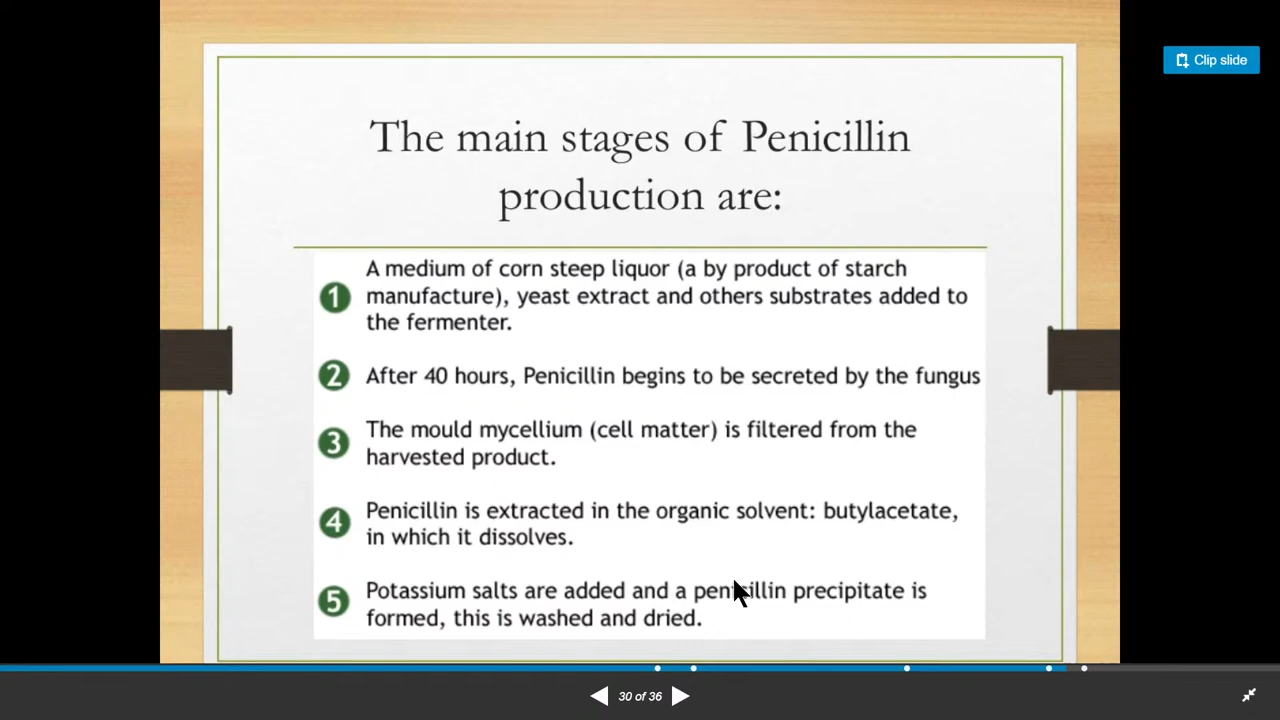 Clip slide
The main stages of Penicillin
production are:
1 A medium of corn steep liquor (a by product of starch
manufacture), yeast extract and others substrates added to
the fermenter.
2 After 40 hours, Penicillin begins to be secreted by the fungus
3 The mould mycellium (cell matter) is filtered from the
harvested product.
4 Penicillin is extracted in the organic solvent: butylacetate,
in which it dissolves.
5 Potassium salts are added and a penicillin precipitate is
formed, this is washed and dried.
30 of 36